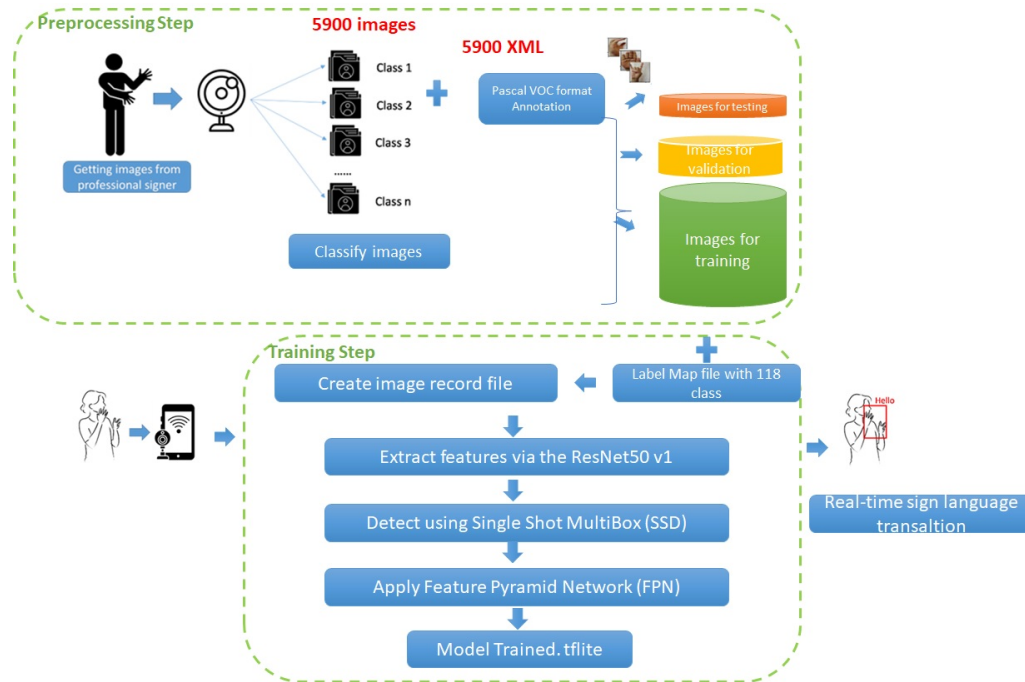 Preprocessing Step
5900 images
5900 XML
Class 1
Class 2
Class 3
......
Class n
Getting images from
professional signer
Classify images
Pascal VOC format
Annotation
Images for testing
Images for
validation
Images for
training
Training Step
Create image record file
Label Map file with 118
class
Extract features via the ResNet50 v1
Detect using Single Shot MultiBox (SSD)
Apply Feature Pyramid Network (FPN)
Model Trained. tflite
Hello
Real-time sign language
transaltion